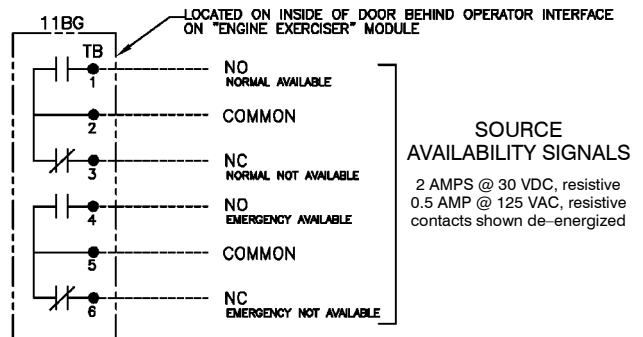 LOCATED ON INSIDE OF DOOR BEHIND OPERATOR INTERFACE
ON "ENGINE EXERCISER" MODULE
11BG
TB
1
NO
NORMAL AVAILABLE
2
COMMON
3
NC
NORMAL NOT AVAILABLE
4
NO
EMERGENCY AVAILABLE
5
COMMON
6
NC
EMERGENCY NOT AVAILABLE
SOURCE
AVAILABILITY SIGNALS
2 AMPS @ 30 VDC, resistive
0.5 AMP @ 125 VAC, resistive
contacts shown de–energized